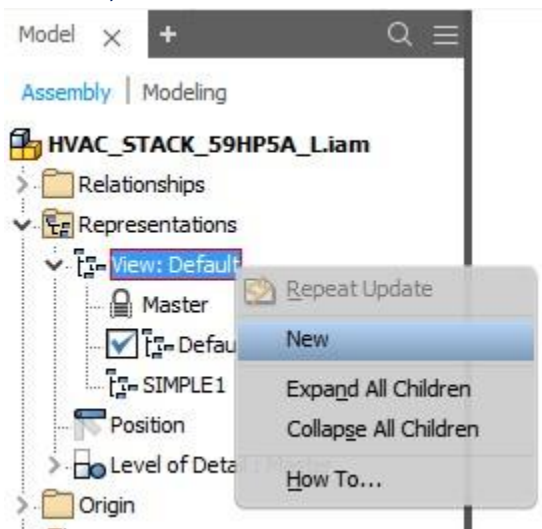 Model × +
Assembly | Modeling
HVAC_STACK_59HP5A_L.iam
Relationships
Representations
View: Default
Repeat Update
Master
New
Defau
SIMPLE1
Expand All Children
Position
Collapse All Children
Level of Detail : Master
How To...
Origin